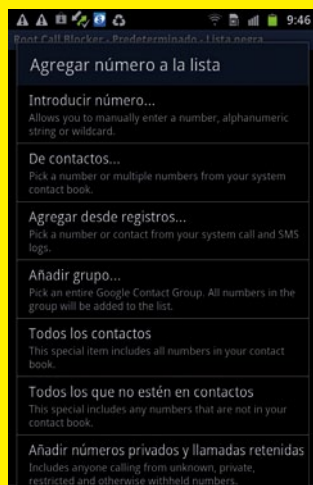 9:46
Root Call Blocker - Predeterminado - Lista negra
Agregar número a la lista
Introducir número...
Allows you to manually enter a number, alphanumeric
string or wildcard.
De contactos...
Pick a number or multiple numbers from your system
contact book.
Agregar desde registros...
Pick a number or contact from your system call and SMS
logs.
Añadir grupo...
Pick an entire Google Contact Group. All numbers in the
group will be added to the list.
Todos los contactos
This special item includes all numbers in your contact
book.
Todos los que no estén en contactos
This special includes any numbers that are not in your
contact book.
Añadir números privados y llamadas retenidas
Includes anyone calling from unknown, private,
restricted and otherwise withheld numbers.